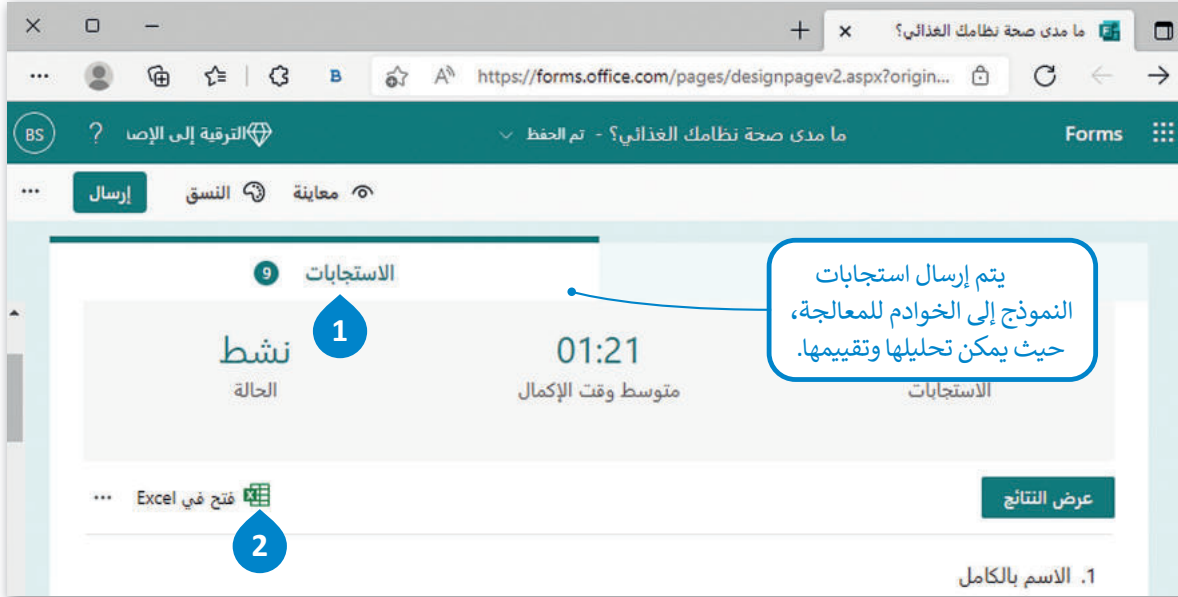 ما مدى صحة نظامك الغذائي؟
https://forms.office.com/pages/designpagev2.aspx?origin...
Forms
ما مدى صحة نظامك الغذائي؟ - تم الحفظ
الترقية إلى الإصد
?
BS
معاينة
النسق
إرسال
الاستجابات 9
يتم إرسال استجابات
النموذج إلى الخوادم للمعالجة،
حيث يمكن تحليلها وتقييمها.
1
الاستجابات
01:21
متوسط وقت الإكمال
نشط
الحالة
عرض النتائج
فتح في Excel
2
1. الاسم بالكامل